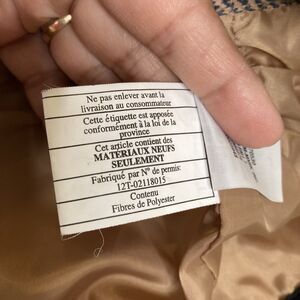 Ne pas enlever avant la
livraison au consommateur
Cette étiquette est apposée
conformément à la loi de la
province
Cet article contient des
MATÉRIAUX NEUFS
SEULEMENT
Fabriqué par N° de permis:
12T-02118015
Contenu
Fibres de Polyester